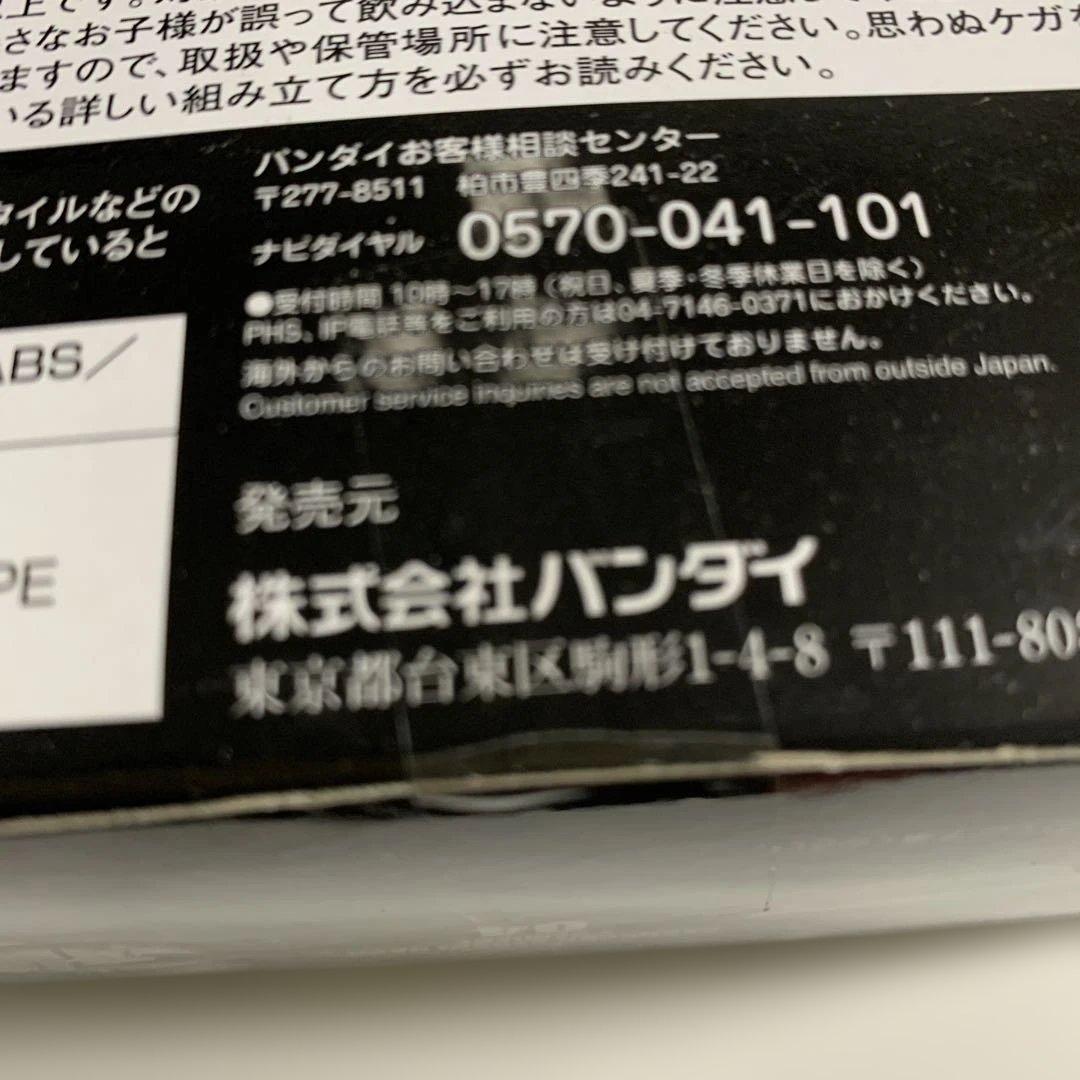 上です。
さなお子様が誤って飲み込まないように注意して
ますので、取扱や保管場所に注意してください。思わぬケガ
いる詳しい組み立て方を必ずお読みください。
タイルなどの
していると
ABS/
PE
バンダイお客様相談センター
〒277-8511 柏市豊四季241-22
ナビダイヤル 0570-041-101
●受付時間 10時～17時（祝日、夏季・冬季休業日を除く）
PHS、IP電話等をご利用の方は04-7146-0371におかけください。
海外からのお問い合わせは受け付けておりません。
Customer service inquiries are not accepted from outside Japan.
発売元
株式会社バンダイ
東京都台東区駒形1-4-8 〒111-80